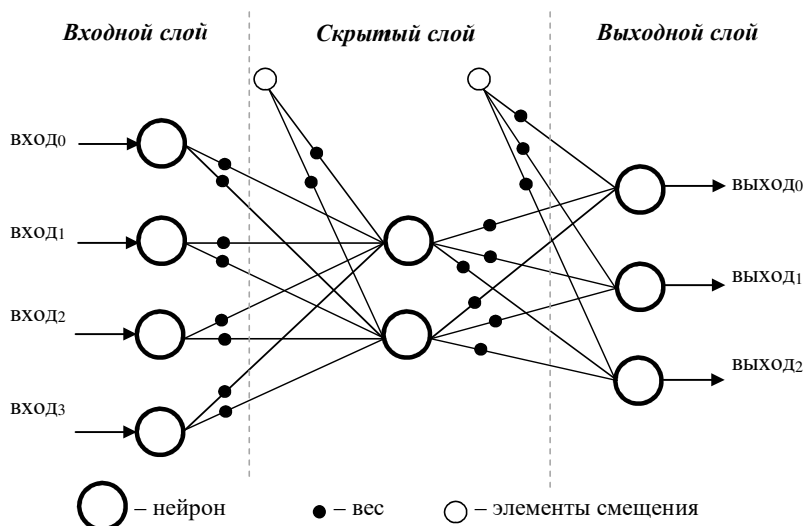 Входной слой Скрытый слой Выходной слой
вход0
вход1
вход2
вход3
выход0
выход1
выход2
– нейрон – вес – элементы смещения